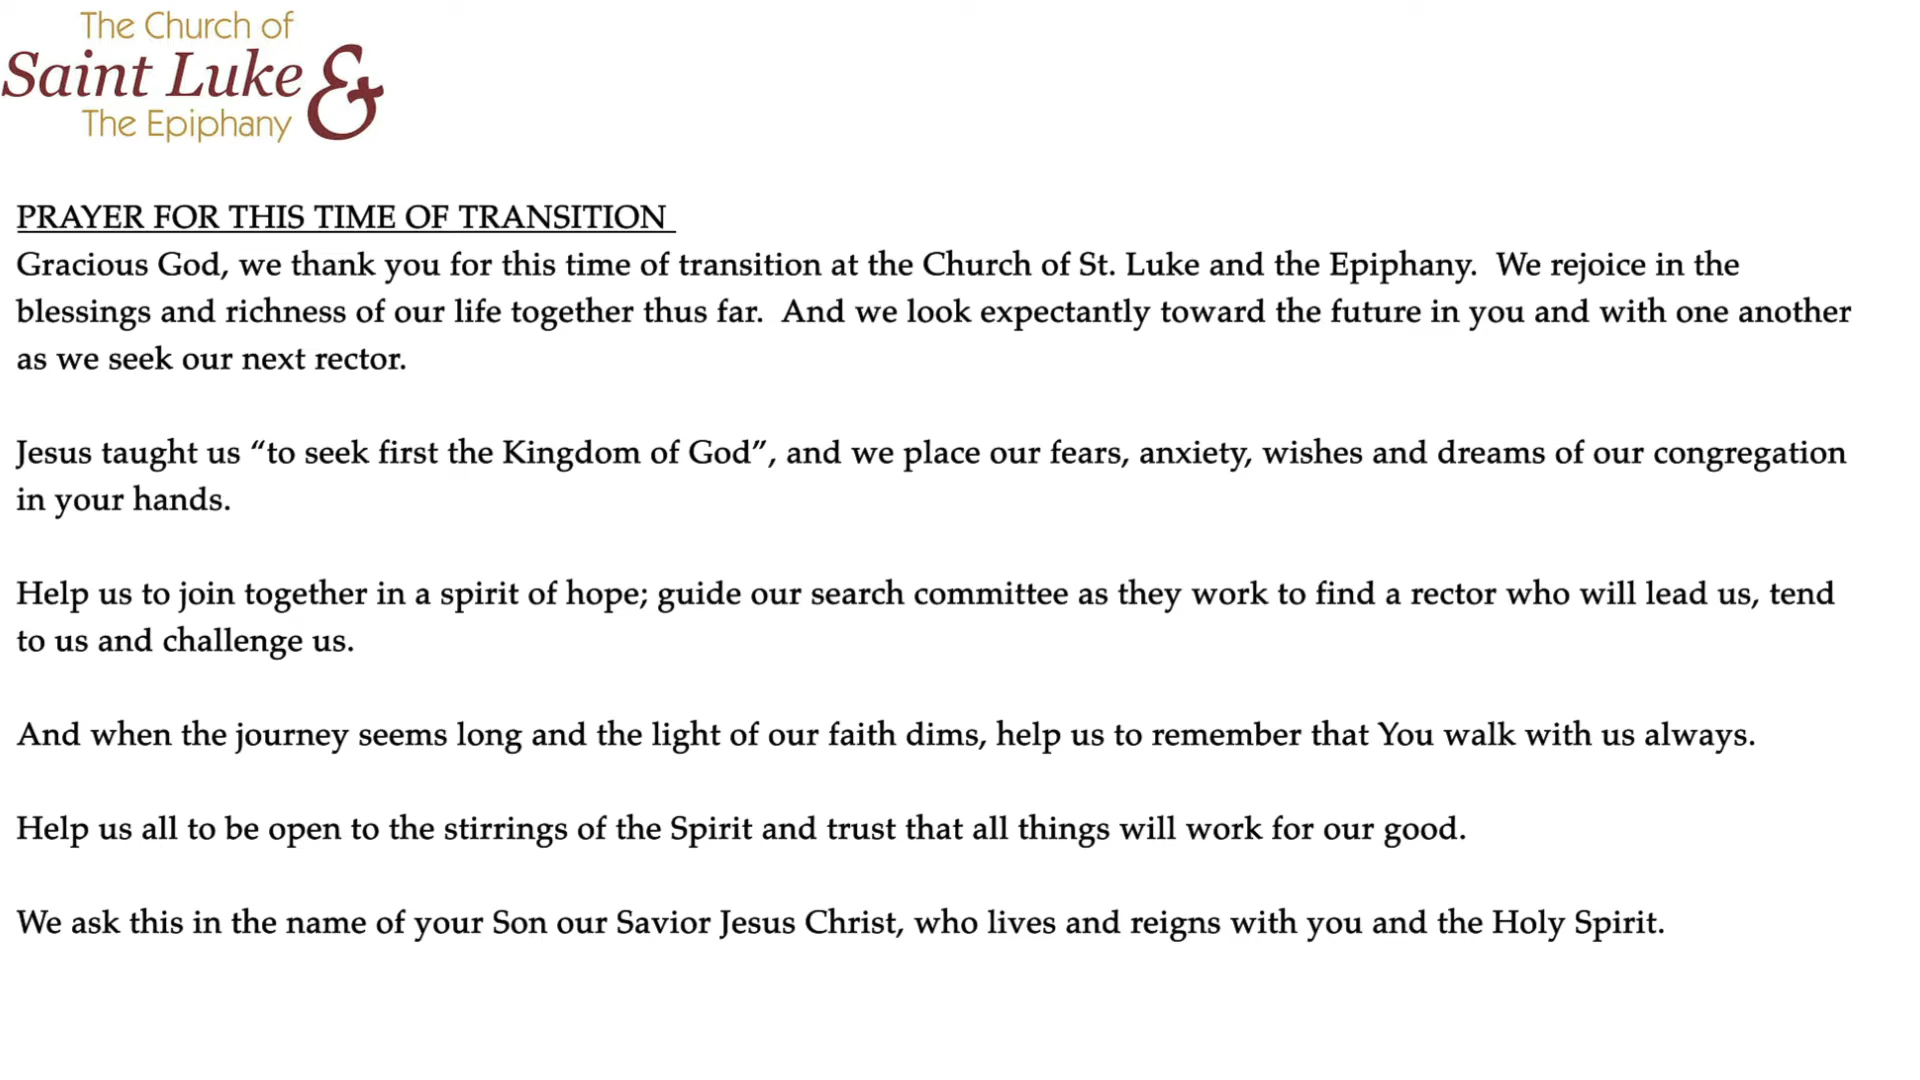 The Church of
Saint Luke &
The Epiphany
PRAYER FOR THIS TIME OF TRANSITION
Gracious God, we thank you for this time of transition at the Church of St. Luke and the Epiphany.  We rejoice in the
blessings and richness of our life together thus far.  And we look expectantly toward the future in you and with one another
as we seek our next rector.
Jesus taught us “to seek first the Kingdom of God”, and we place our fears, anxiety, wishes and dreams of our congregation
in your hands.
Help us to join together in a spirit of hope; guide our search committee as they work to find a rector who will lead us, tend
to us and challenge us.
And when the journey seems long and the light of our faith dims, help us to remember that You walk with us always.
Help us all to be open to the stirrings of the Spirit and trust that all things will work for our good.
We ask this in the name of your Son our Savior Jesus Christ, who lives and reigns with you and the Holy Spirit.